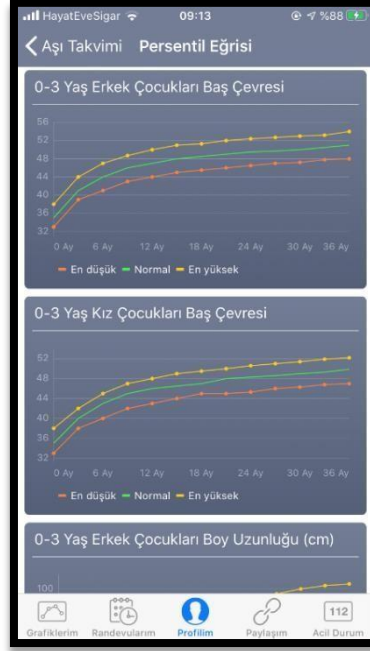 HayatEveSigar 09:13 %88
Aşı Takvimi Persentil Eğrisi
0-3 Yaş Erkek Çocukları Baş Çevresi
56
52
48
44
40
36
32
0 Ay 6 Ay 12 Ay 18 Ay 24 Ay 30 Ay 36 Ay
En düşük Normal En yüksek
0-3 Yaş Kız Çocukları Baş Çevresi
52
48
44
40
36
32
0 Ay 6 Ay 12 Ay 18 Ay 24 Ay 30 Ay 36 Ay
En düşük Normal En yüksek
0-3 Yaş Erkek Çocukları Boy Uzunluğu (cm)
100
112
Grafiklerim Randevularım Profilim Paylaşım Acil Durum